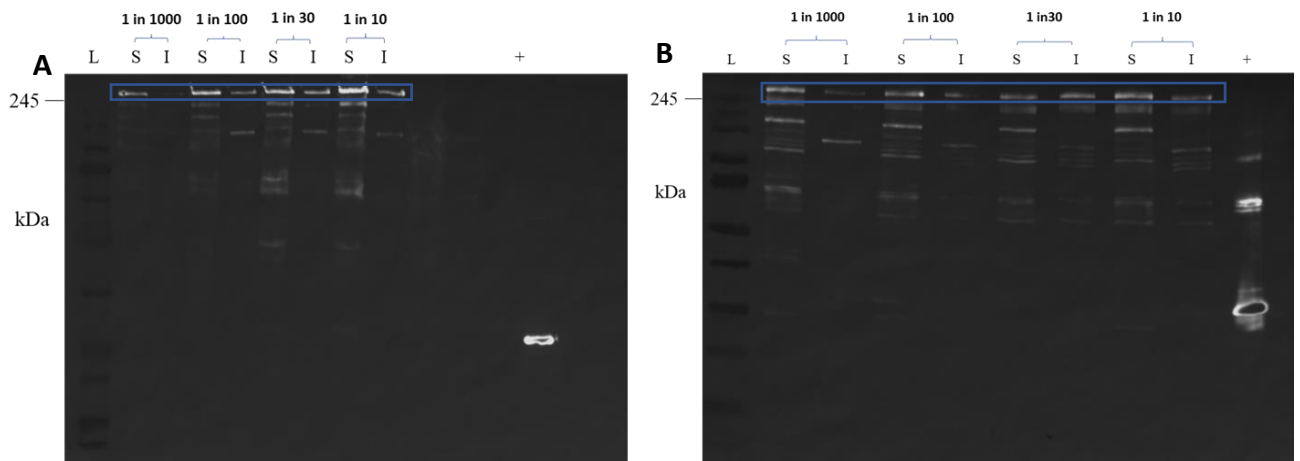 1 in 1000 1 in 100 1 in 30 1 in 10
A L S I S I S I S I +
245
kDa
1 in 1000 1 in 100 1 in30 1 in 10
B L S I S I S I S I +
245
kDa